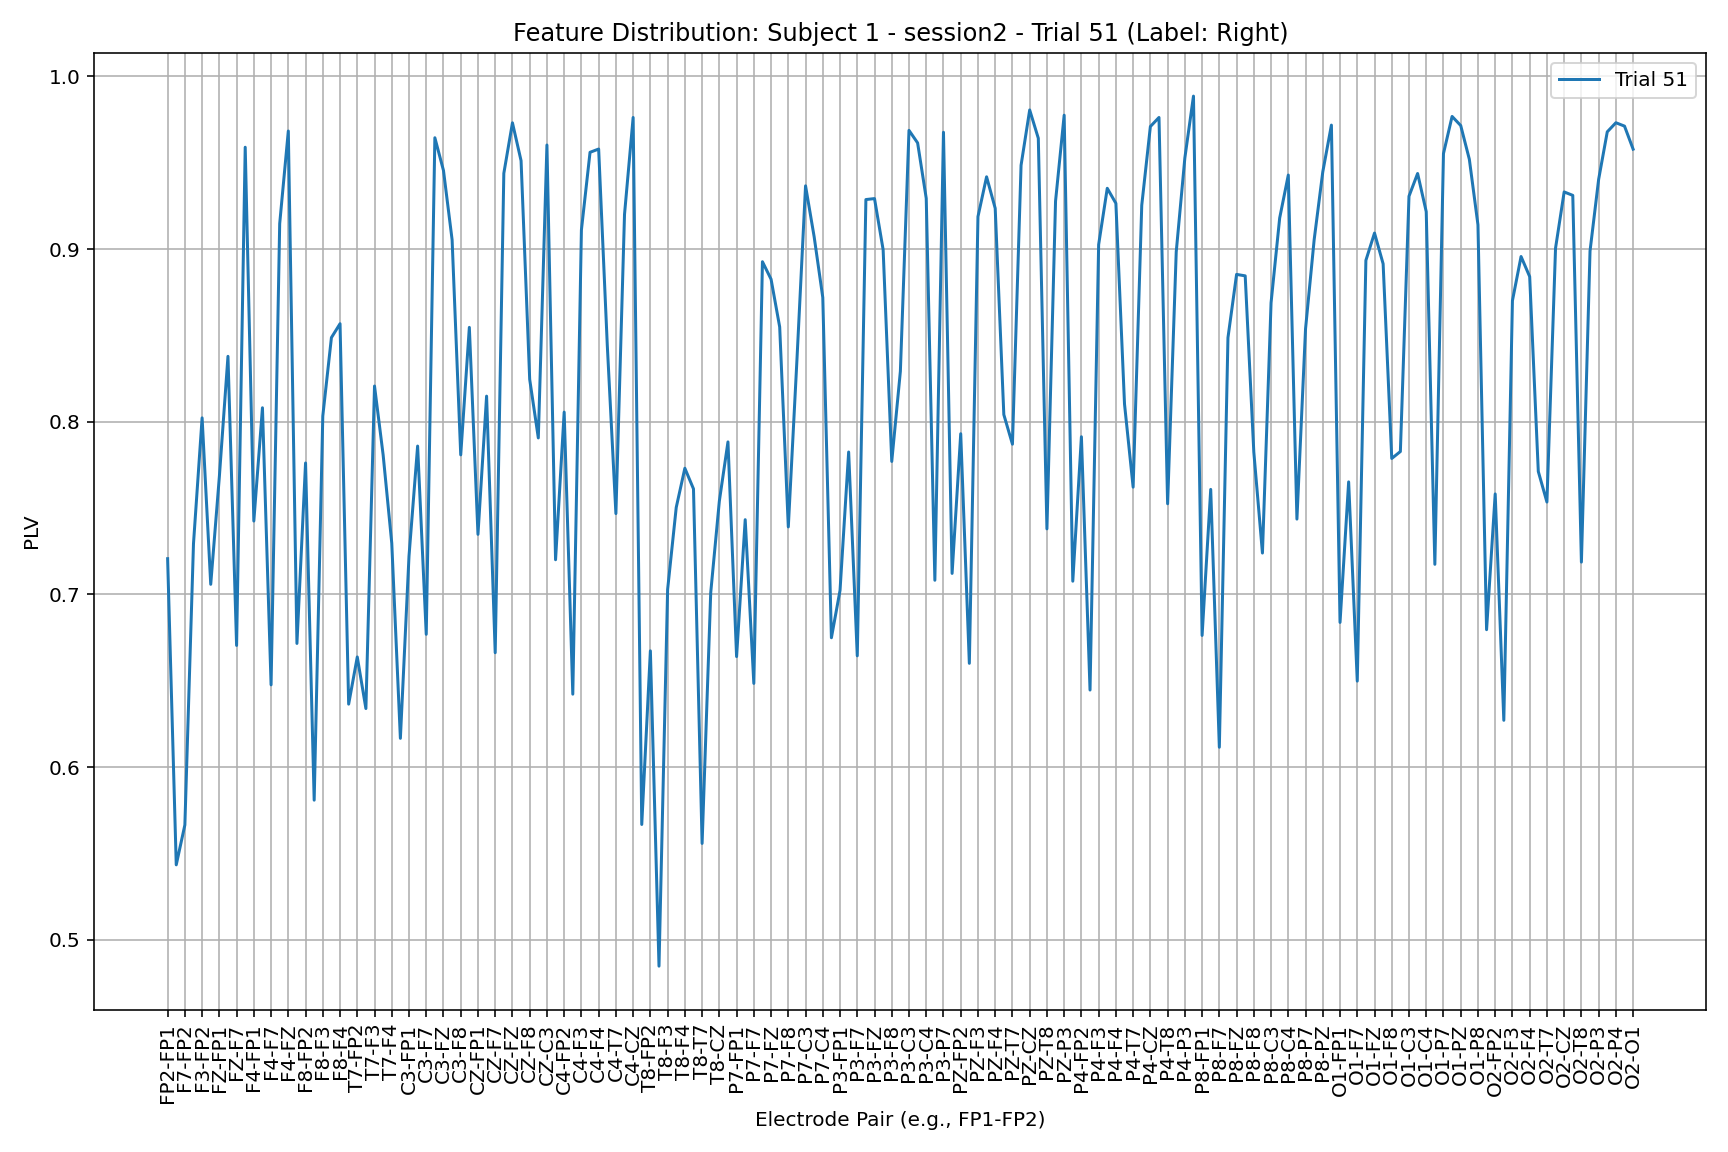 Feature Distribution: Subject 1 - session2 - Trial 51 (Label: Right)
Trial 51
1.0
0.9
0.8
0.7
0.6
0.5
PLV
FP2-FP1
F7-FP2
F3-FP2
FZ-FP1
FZ-F7
F4-FP1
F4-F7
F4-FZ
F8-FP2
F8-F3
F8-F4
T7-FP2
T7-F3
T7-F4
C3-FP1
C3-F7
C3-FZ
C3-F8
CZ-FP1
CZ-F7
CZ-FZ
CZ-F8
CZ-C3
C4-FP2
C4-F3
C4-F4
C4-T7
C4-CZ
T8-FP2
T8-F3
T8-F4
T8-T7
T8-CZ
P7-FP1
P7-F7
P7-FZ
P7-F8
P7-C3
P7-C4
P3-FP1
P3-F7
P3-FZ
P3-F8
P3-C3
P3-C4
P3-P7
PZ-FP2
PZ-F3
PZ-F4
PZ-T7
PZ-CZ
PZ-T8
PZ-P3
P4-FP2
P4-F3
P4-F4
P4-T7
P4-CZ
P4-T8
P4-P3
P8-FP1
P8-F7
P8-FZ
P8-F8
P8-C3
P8-C4
P8-P7
P8-PZ
O1-FP1
O1-F7
O1-FZ
O1-F8
O1-C3
O1-C4
O1-P7
O1-PZ
O1-P8
O2-FP2
O2-F3
O2-F4
O2-T7
O2-CZ
O2-T8
O2-P3
O2-P4
O2-O1
Electrode Pair (e.g., FP1-FP2)